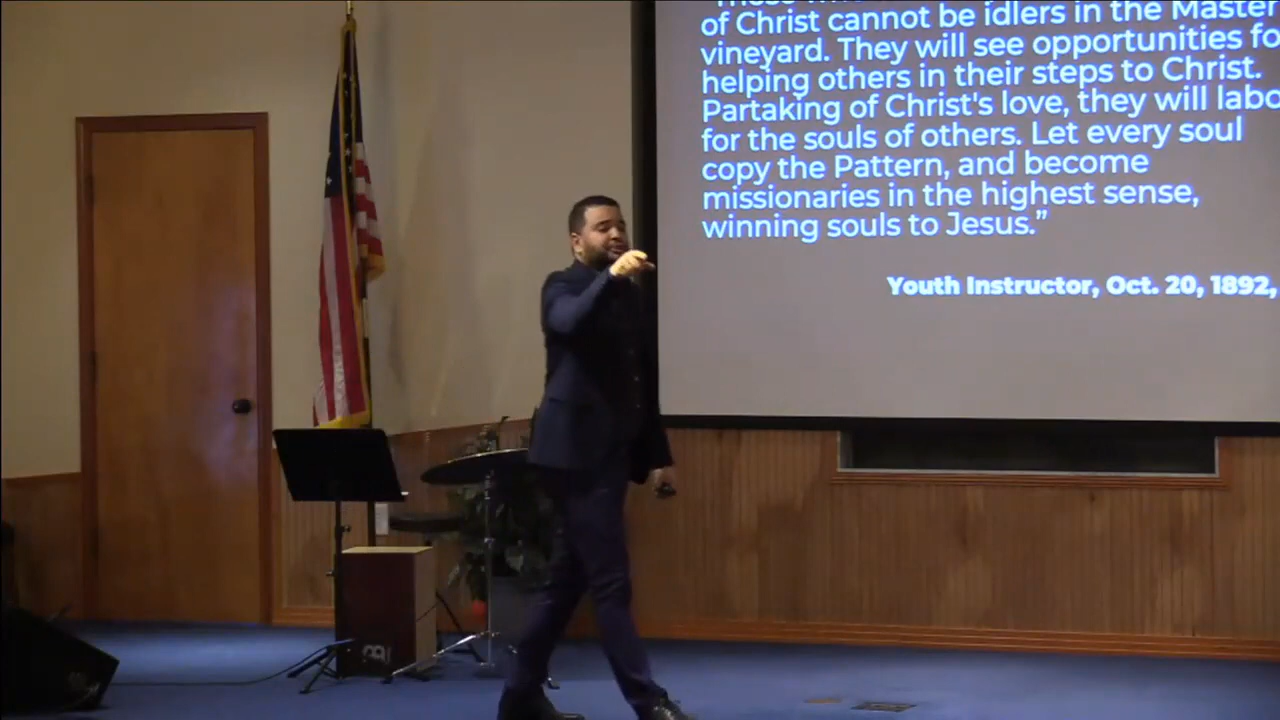 of Christ cannot be idlers in the Master
vineyard. They will see opportunities fo
helping others in their steps to Christ.
Partaking of Christ's love, they will labo
for the souls of others. Let every soul
copy the Pattern, and become
missionaries in the highest sense,
winning souls to Jesus.”
Youth Instructor, Oct. 20, 1892,